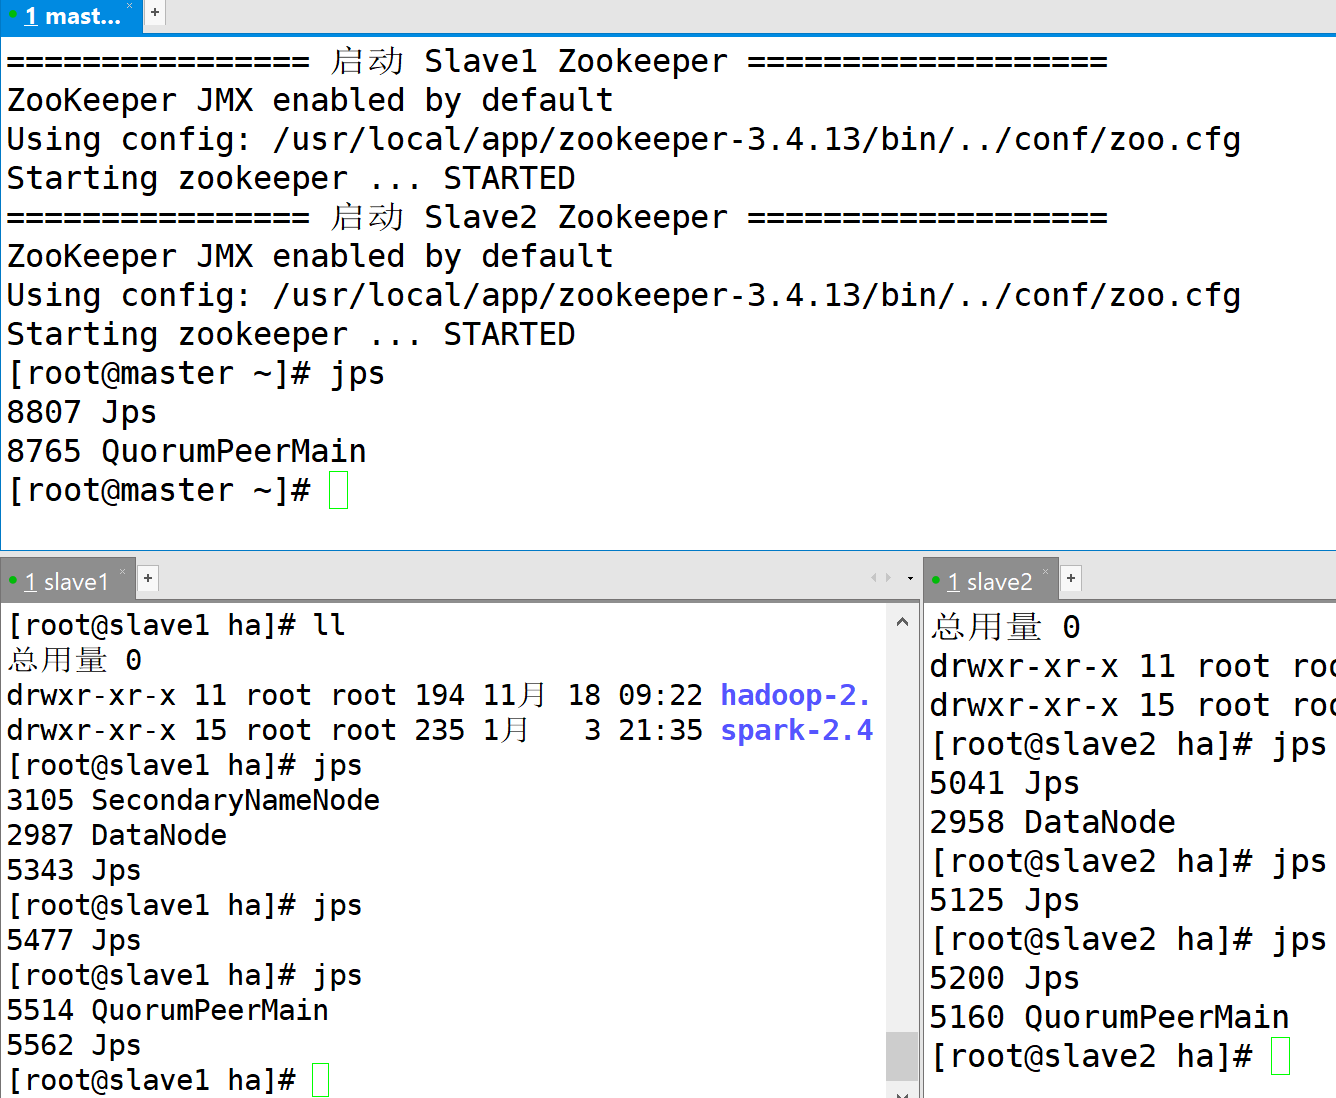 1 mast...
================ 启动 Slave1 Zookeeper ===================
ZooKeeper JMX enabled by default
Using config: /usr/local/app/zookeeper-3.4.13/bin/../conf/zoo.cfg
Starting zookeeper ... STARTED
================ 启动 Slave2 Zookeeper ===================
ZooKeeper JMX enabled by default
Using config: /usr/local/app/zookeeper-3.4.13/bin/../conf/zoo.cfg
Starting zookeeper ... STARTED
[root@master ~]# jps
8807 Jps
8765 QuorumPeerMain
[root@master ~]#
1 slave1
[root@slave1 ha]# ll
总用量 0
drwxr-xr-x 11 root root 194 11月 18 09:22 hadoop-2.
drwxr-xr-x 15 root root 235 1月   3 21:35 spark-2.4
[root@slave1 ha]# jps
3105 SecondaryNameNode
2987 DataNode
5343 Jps
[root@slave1 ha]# jps
5477 Jps
[root@slave1 ha]# jps
5514 QuorumPeerMain
5562 Jps
[root@slave1 ha]#
1 slave2
总用量 0
drwxr-xr-x 11 root roo
drwxr-xr-x 15 root roo
[root@slave2 ha]# jps
5041 Jps
2958 DataNode
[root@slave2 ha]# jps
5125 Jps
[root@slave2 ha]# jps
5200 Jps
5160 QuorumPeerMain
[root@slave2 ha]#